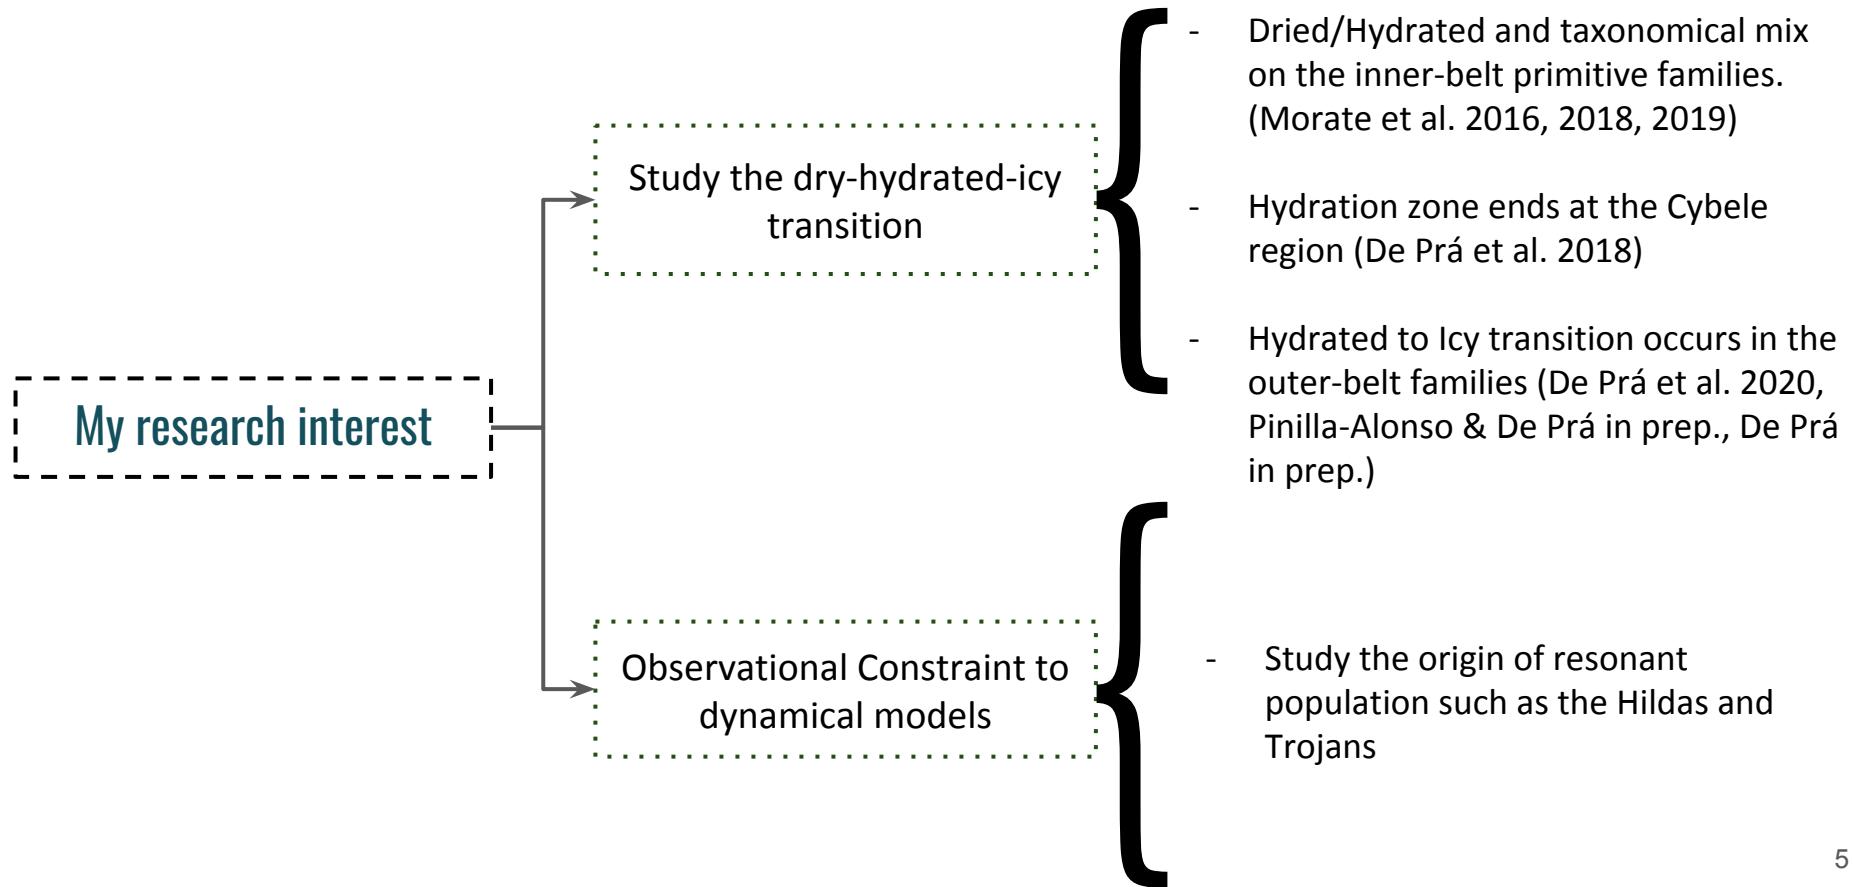 My research interest
Study the dry-hydrated-icy
transition
- Dried/Hydrated and taxonomical mix
on the inner-belt primitive families.
(Morate et al. 2016, 2018, 2019)
- Hydration zone ends at the Cybele
region (De Prá et al. 2018)
- Hydrated to Icy transition occurs in the
outer-belt families (De Prá et al. 2020,
Pinilla-Alonso & De Prá in prep., De Prá
in prep.)
Observational Constraint to
dynamical models
- Study the origin of resonant
population such as the Hildas and
Trojans
5